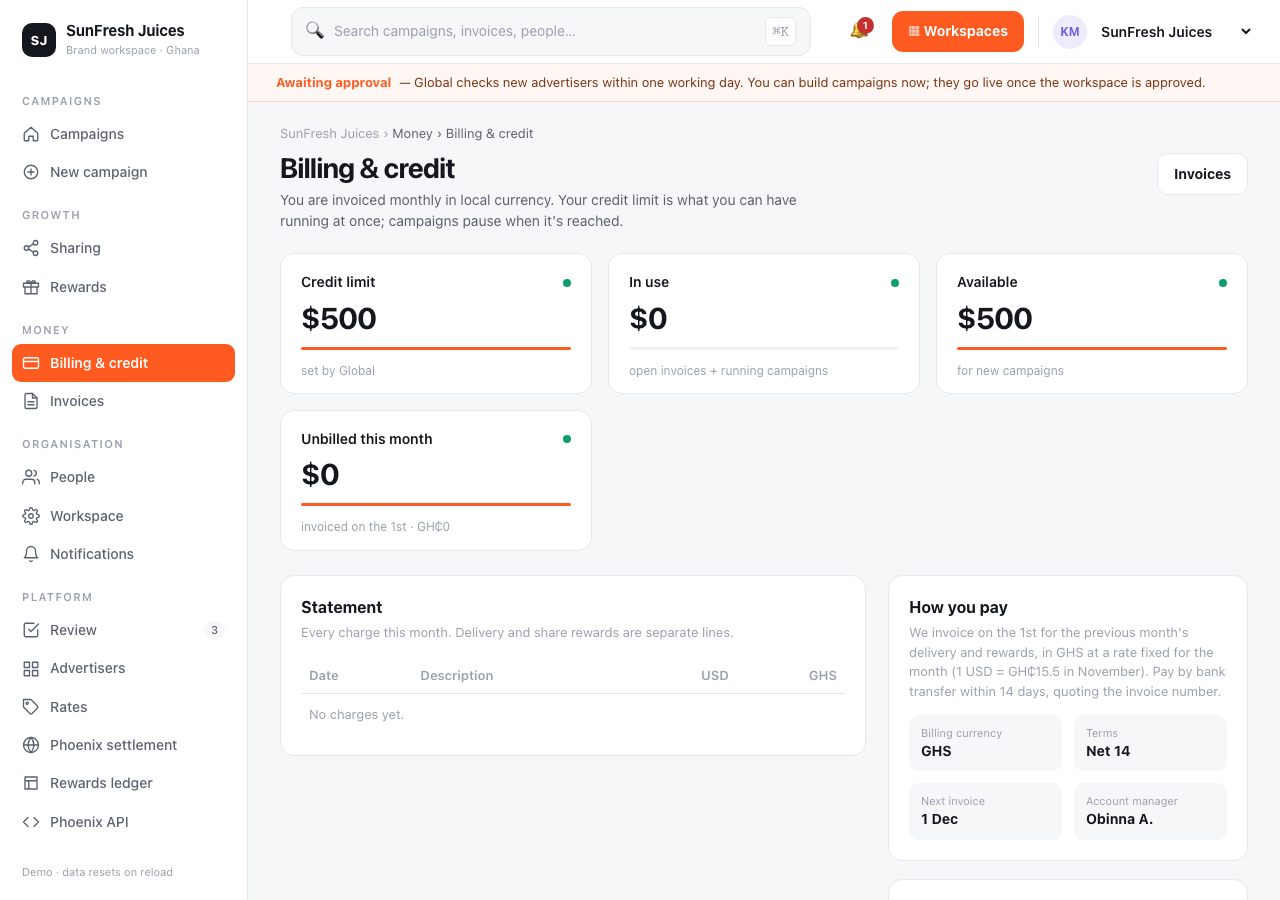 SJ
SunFresh Juices
Brand workspace · Ghana
CAMPAIGNS
Campaigns
New campaign
GROWTH
Sharing
Rewards
MONEY
Billing & credit
Invoices
ORGANISATION
People
Workspace
Notifications
PLATFORM
Review
3
Advertisers
Rates
Phoenix settlement
Rewards ledger
Phoenix API
Demo · data resets on reload
Search campaigns, invoices, people…
⌘K
1
Workspaces
KM
SunFresh Juices
Awaiting approval — Global checks new advertisers within one working day. You can build campaigns now; they go live once the workspace is approved.
SunFresh Juices › Money › Billing & credit
Billing & credit
You are invoiced monthly in local currency. Your credit limit is what you can have
running at once; campaigns pause when it's reached.
Invoices
Credit limit
$500
set by Global
In use
$0
open invoices + running campaigns
Available
$500
for new campaigns
Unbilled this month
$0
invoiced on the 1st · GH₵0
Statement
Every charge this month. Delivery and share rewards are separate lines.
Date Description USD GHS
No charges yet.
How you pay
We invoice on the 1st for the previous month's
delivery and rewards, in GHS at a rate fixed for the
month (1 USD = GH₵15.5 in November). Pay by bank
transfer within 14 days, quoting the invoice number.
Billing currency
GHS
Terms
Net 14
Next invoice
1 Dec
Account manager
Obinna A.